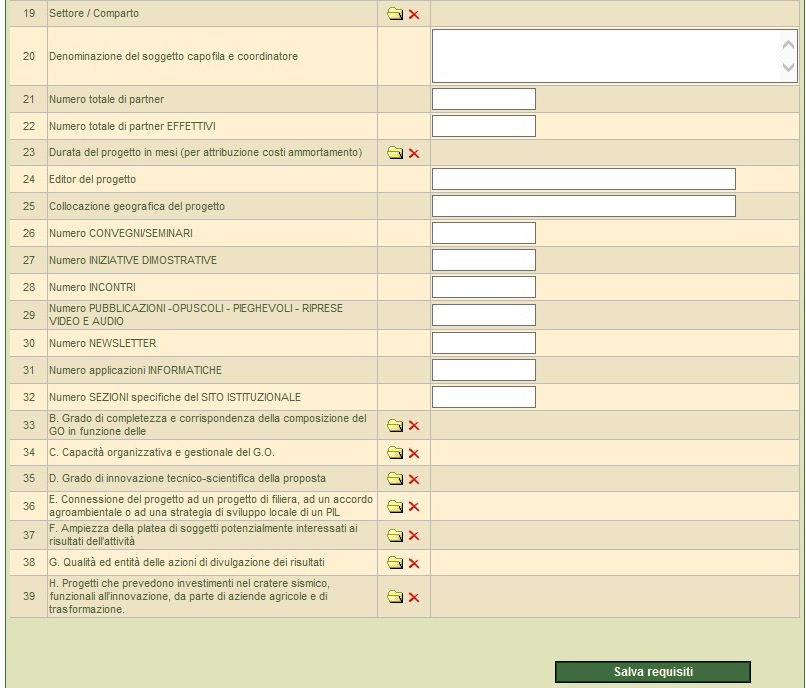 19 Settore / Comparto
20 Denominazione del soggetto capofila e coordinatore
21 Numero totale di partner
22 Numero totale di partner EFFETTIVI
23 Durata del progetto in mesi (per attribuzione costi ammortamento)
24 Editor del progetto
25 Collocazione geografica del progetto
26 Numero CONVEGNI/SEMINARI
27 Numero INIZIATIVE DIMOSTRATIVE
28 Numero INCONTRI
29 Numero PUBBLICAZIONI -OPUSCOLI - PIEGHEVOLI - RIPRESE
VIDEO E AUDIO
30 Numero NEWSLETTER
31 Numero applicazioni INFORMATICHE
32 Numero SEZIONI specifiche del SITO ISTITUZIONALE
33 B. Grado di completezza e corrispondenza della composizione del
GO in funzione delle
34 C. Capacità organizzativa e gestionale del G.O.
35 D. Grado di innovazione tecnico-scientifica della proposta
36 E. Connessione del progetto ad un progetto di filiera, ad un accordo
agroambientale o ad una strategia di sviluppo locale di un PIL
37 F. Ampiezza della platea di soggetti potenzialmente interessati ai
risultati dell'attività
38 G. Qualità ed entità delle azioni di divulgazione dei risultati
39 H. Progetti che prevedono investimenti nel cratere sismico,
funzionali all'innovazione, da parte di aziende agricole e di
trasformazione.
Salva requisiti